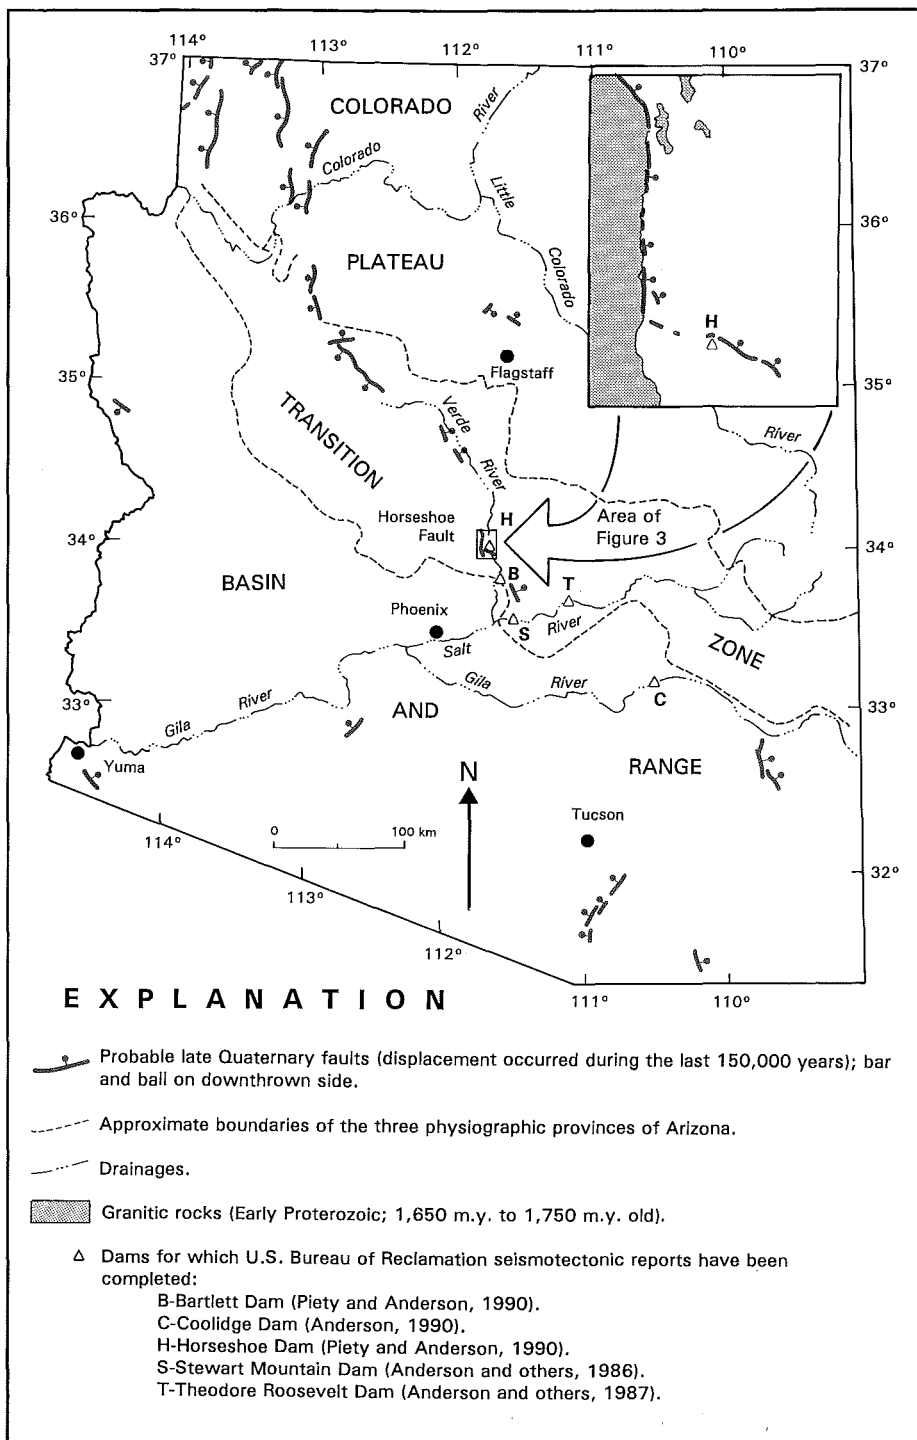 114°
113°
112°
111°
110°
37°
37°
COLORADO
River
Colorado
Little
36°
36°
PLATEAU
Colorado
H
Flagstaff
35°
35°
TRANSITION
Verde
River
River
Horseshoe
Fault
H
Area of
Figure 3
34°
34°
BASIN
B
T
Phoenix
S
River
Salt
ZONE
Gila
River
C
33°
33°
Gila
River
AND
Yuma
RANGE
N
Tucson
0
100 km
114°
32°
113°
112°
111°
110°
EXPLANATION
Probable late Quaternary faults (displacement occurred during the last 150,000 years); bar
and ball on downthrown side.
Approximate boundaries of the three physiographic provinces of Arizona.
Drainages.
Granitic rocks (Early Proterozoic; 1,650 m.y. to 1,750 m.y. old).
Dams for which U.S. Bureau of Reclamation seismotectonic reports have been
completed:
B-Bartlett Dam (Piety and Anderson, 1990).
C-Coolidge Dam (Anderson, 1990).
H-Horseshoe Dam (Piety and Anderson, 1990).
S-Stewart Mountain Dam (Anderson and others, 1986).
T-Theodore Roosevelt Dam (Anderson and others, 1987).